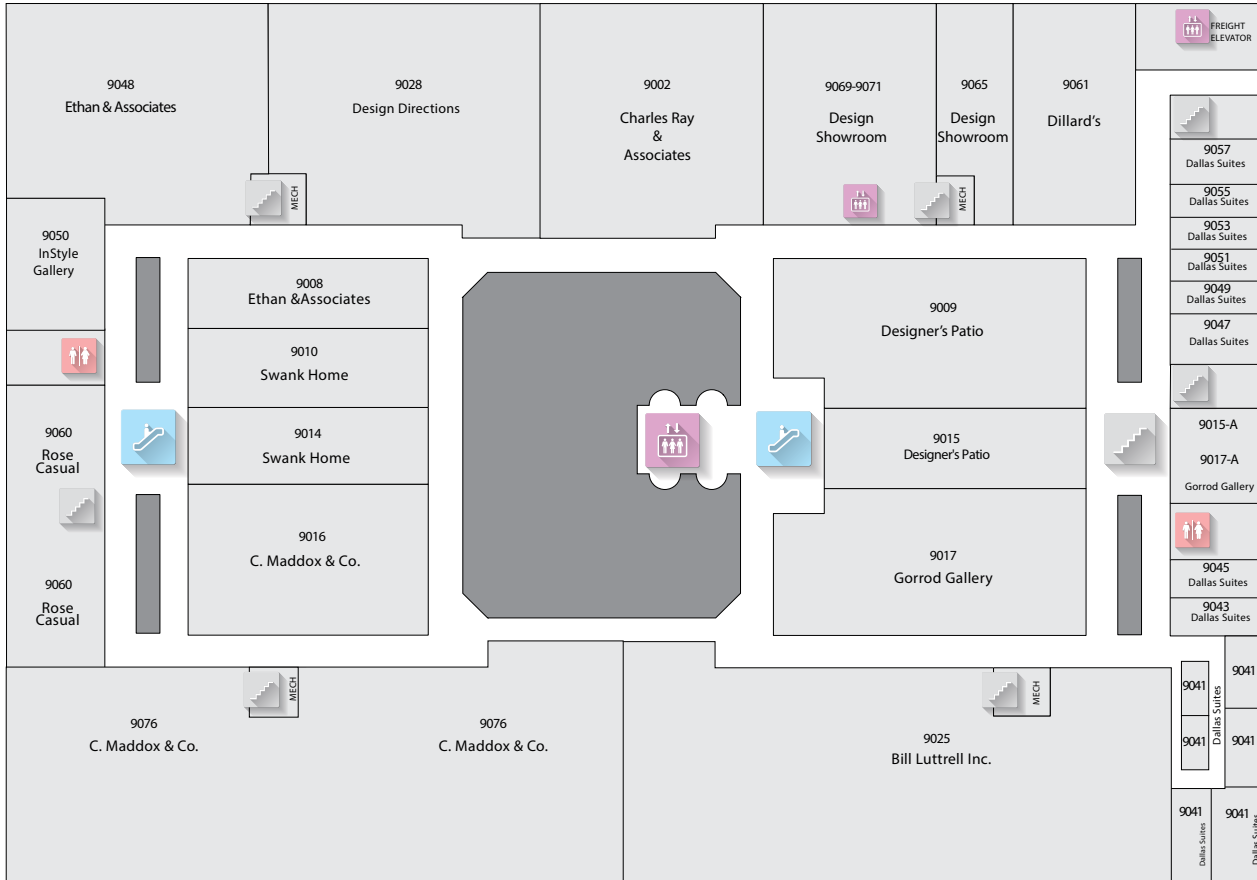 FREIGHT
ELEVATOR
9048
Ethan & Associates
9028
Design Directions
9002
Charles Ray
&
Associates
9069-9071
Design
Showroom
9065
Design
Showroom
9061
Dillard's
MECH
MECH
9057
Dallas Suites
9055
Dallas Suites
9053
Dallas Suites
9051
Dallas Suites
9049
Dallas Suites
9047
Dallas Suites
9050
InStyle
Gallery
9008
Ethan &Associates
9010
Swank Home
9014
Swank Home
9016
C. Maddox & Co.
9009
Designer's Patio
9015
Designer's Patio
9017
Gorrod Gallery
9015-A
9017-A
Gorrod Gallery
9060
Rose
Casual
9060
Rose
Casual
9045
Dallas Suites
9043
Dallas Suites
MECH
MECH
9076
C. Maddox & Co.
9076
C. Maddox & Co.
9025
Bill Luttrell Inc.
9041
9041
Dallas Suites
9041
9041
9041
Dallas Suites
9041
Dallas Suites